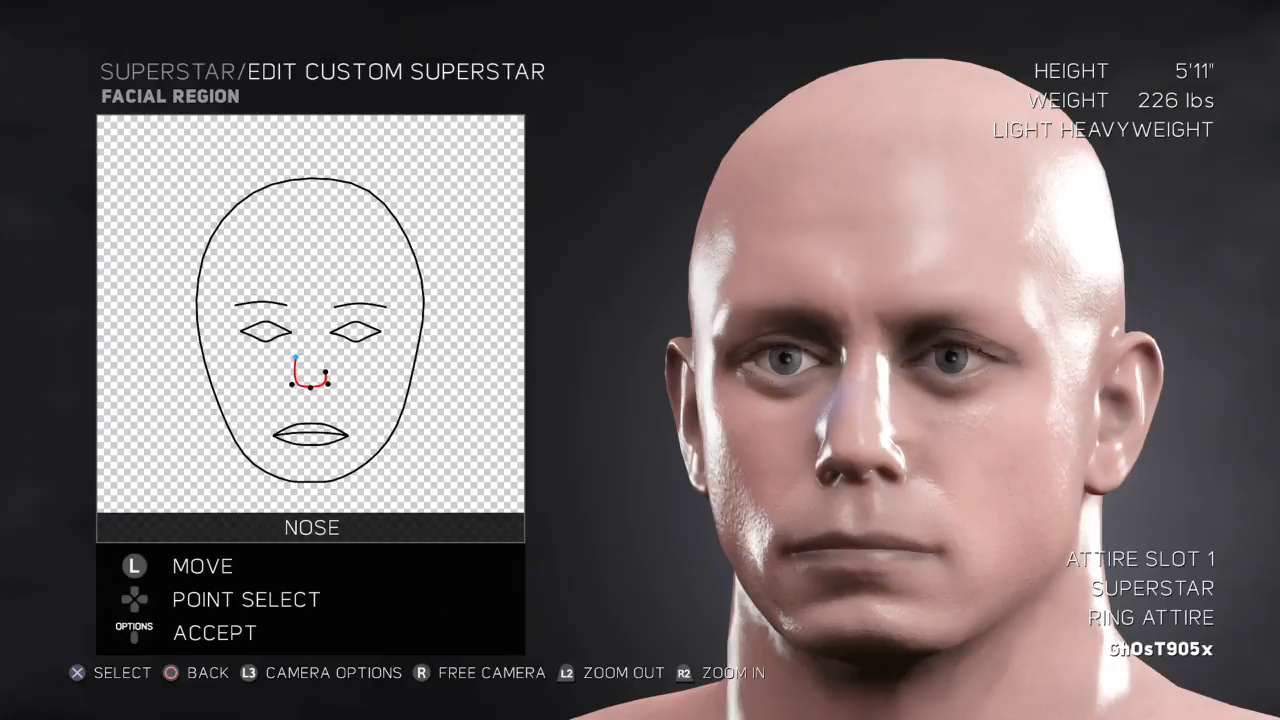 SUPERSTAR/EDIT CUSTOM SUPERSTAR
FACIAL REGION
HEIGHT 5'11"
WEIGHT 226 lbs
LIGHT HEAVYWEIGHT
NOSE
L MOVE
POINT SELECT
OPTIONS ACCEPT
ATTIRE SLOT 1
SUPERSTAR
RING ATTIRE
GhOsT905x
SELECT BACK L3 CAMERA OPTIONS R FREE CAMERA L2 ZOOM OUT R2 ZOOM IN